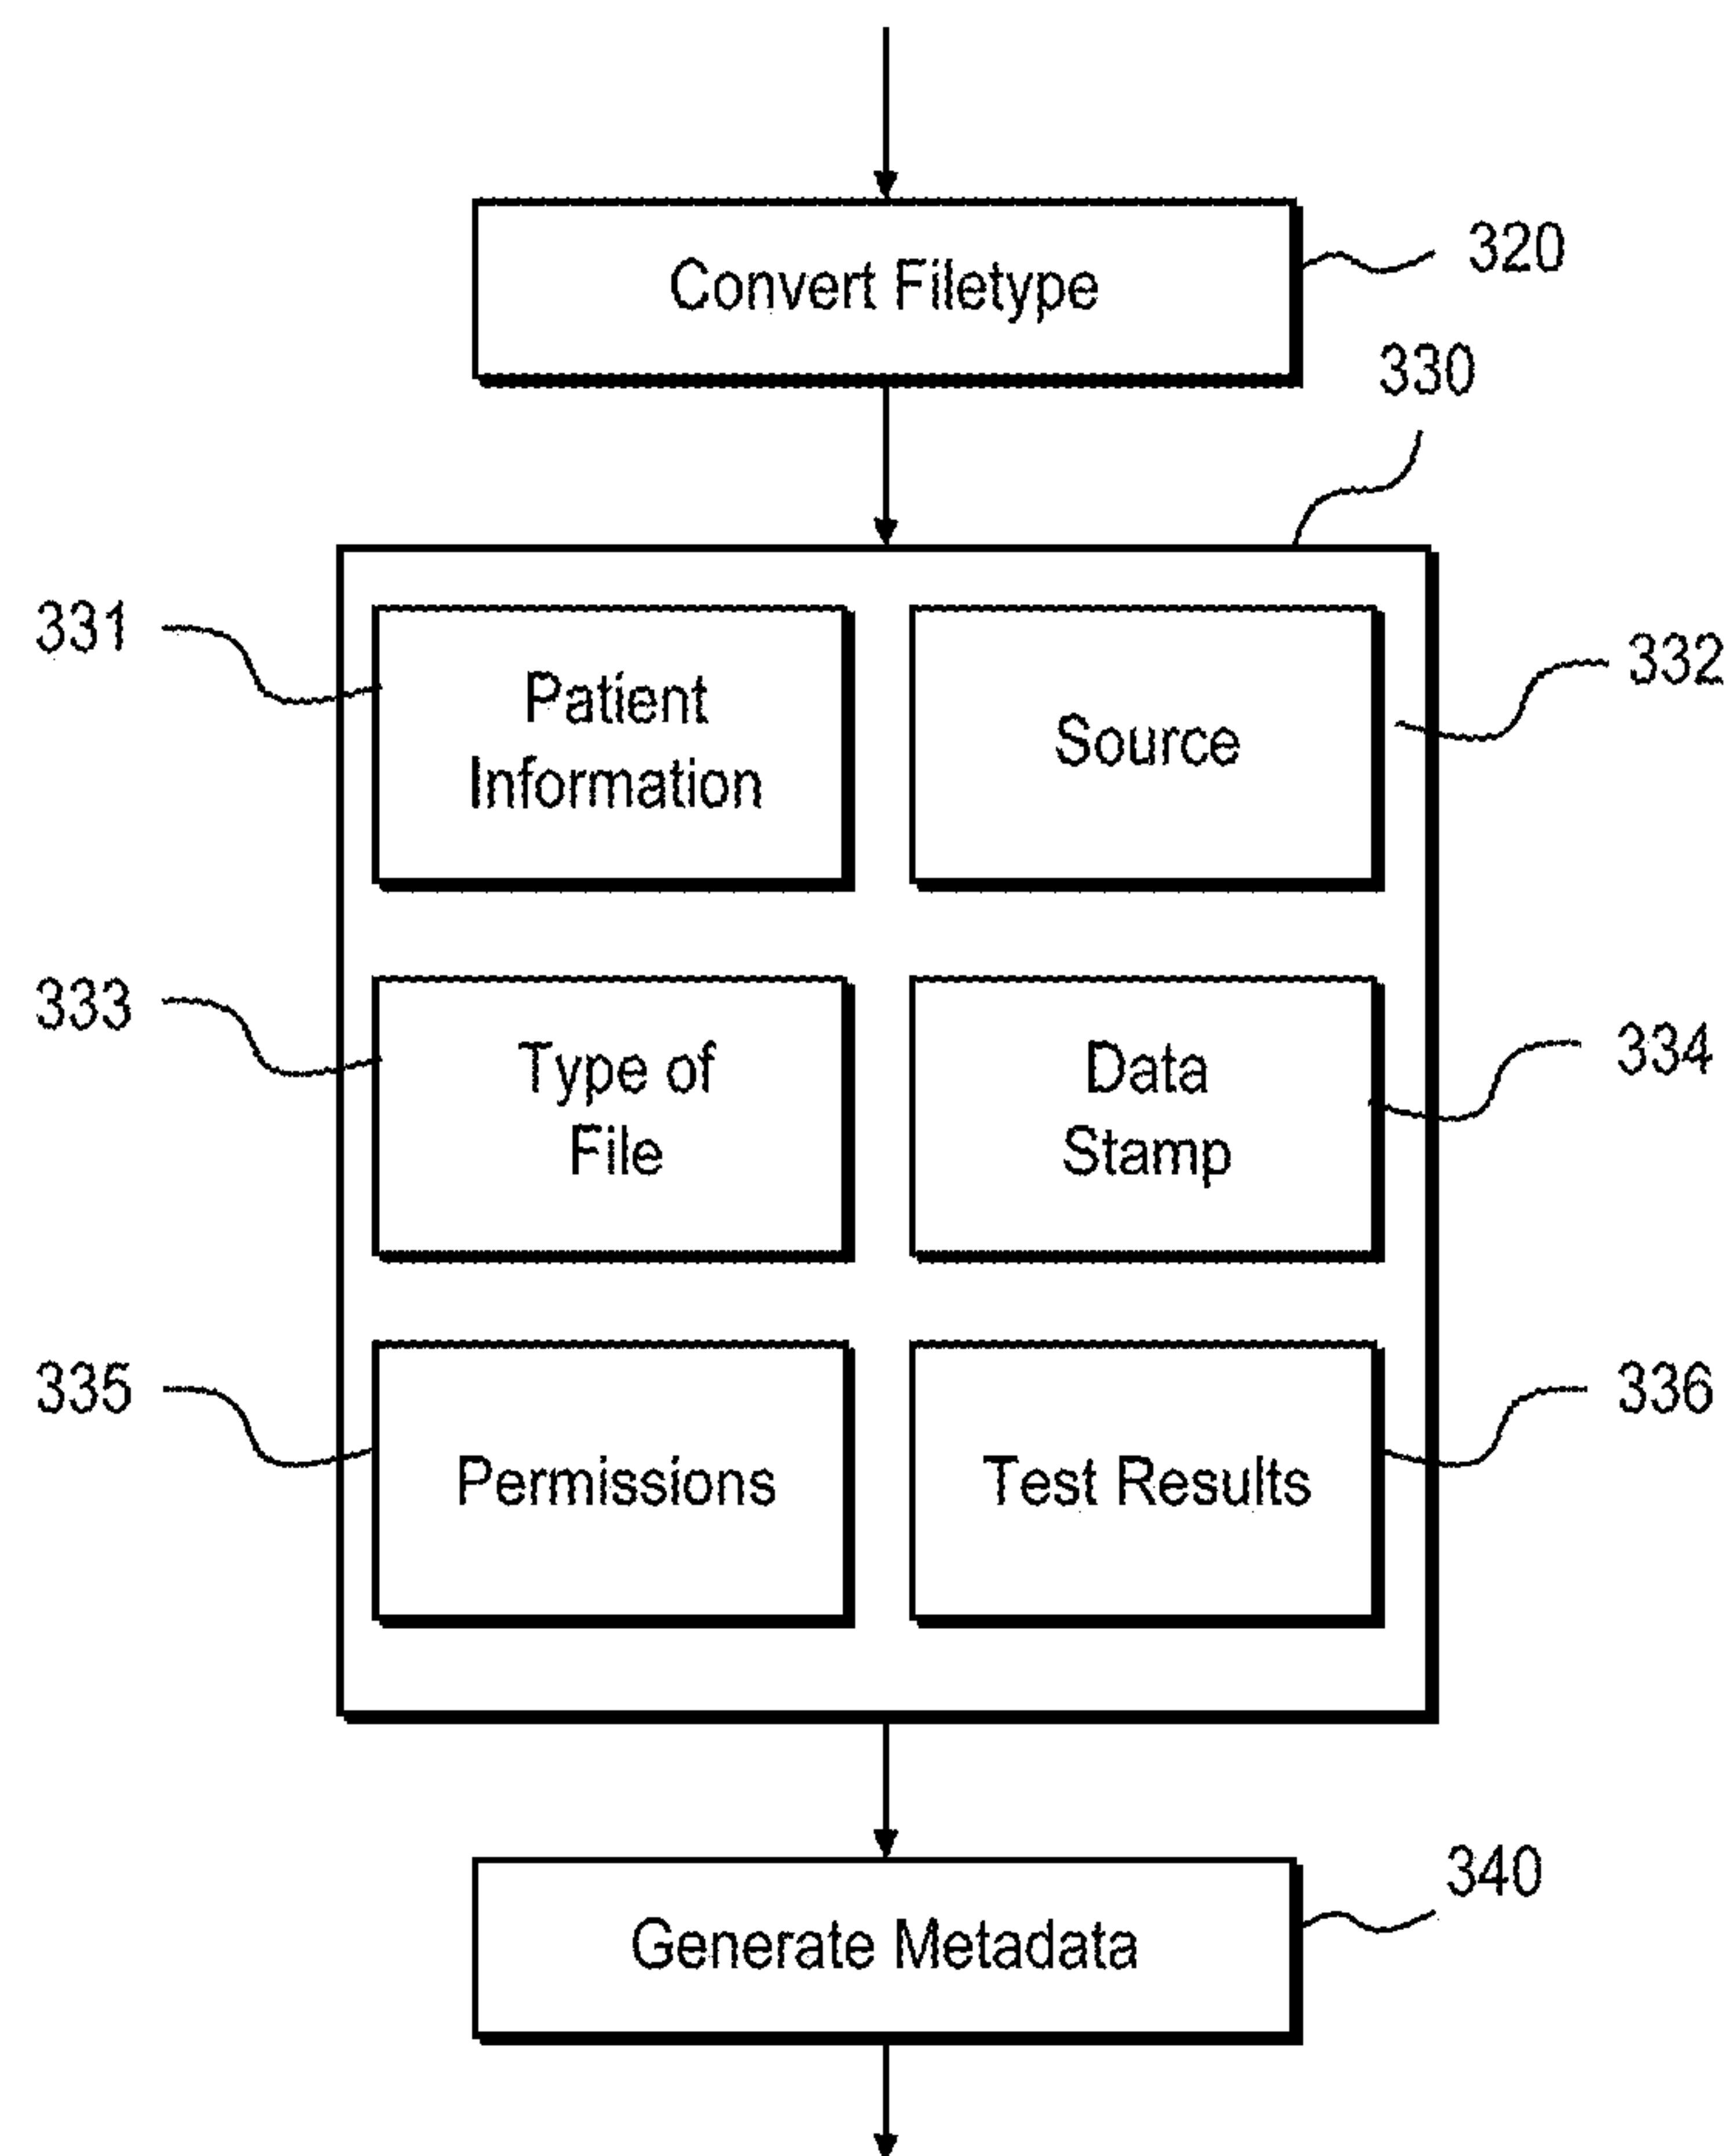 Convert Filetype
320
330
331
Patient
Information
Source
332
333
Type of
File
Data
Stamp
334
335
Permissions
Test Results
336
Generate Metadata
340